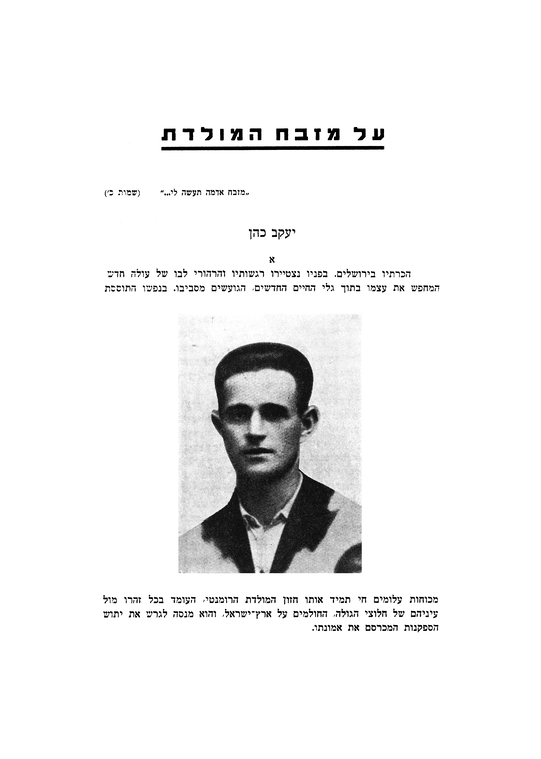 על מזבח המולדת
„מזבח אדמה תעשה לי...“ (שמות כ׳)
יעקב כהן
א
הכרתיו בירושלים. בפניו נצטיירו רגשותיו והרהורי לבו של עולה חדש
המחפש את עצמו בתוך גלי החיים החדשים, הגועשים מסביבו. בנפשו התוססת
מכוחות עלומים חי תמיד אותו חזון המולדת הרומנטי, העומד בכל זהרו מול
עיניהם של חלוצי הגולה, החולמים על ארץ־ישראל, והוא מנסה לגרש את יתוש
הספקנות המכרסם את אמונתו.